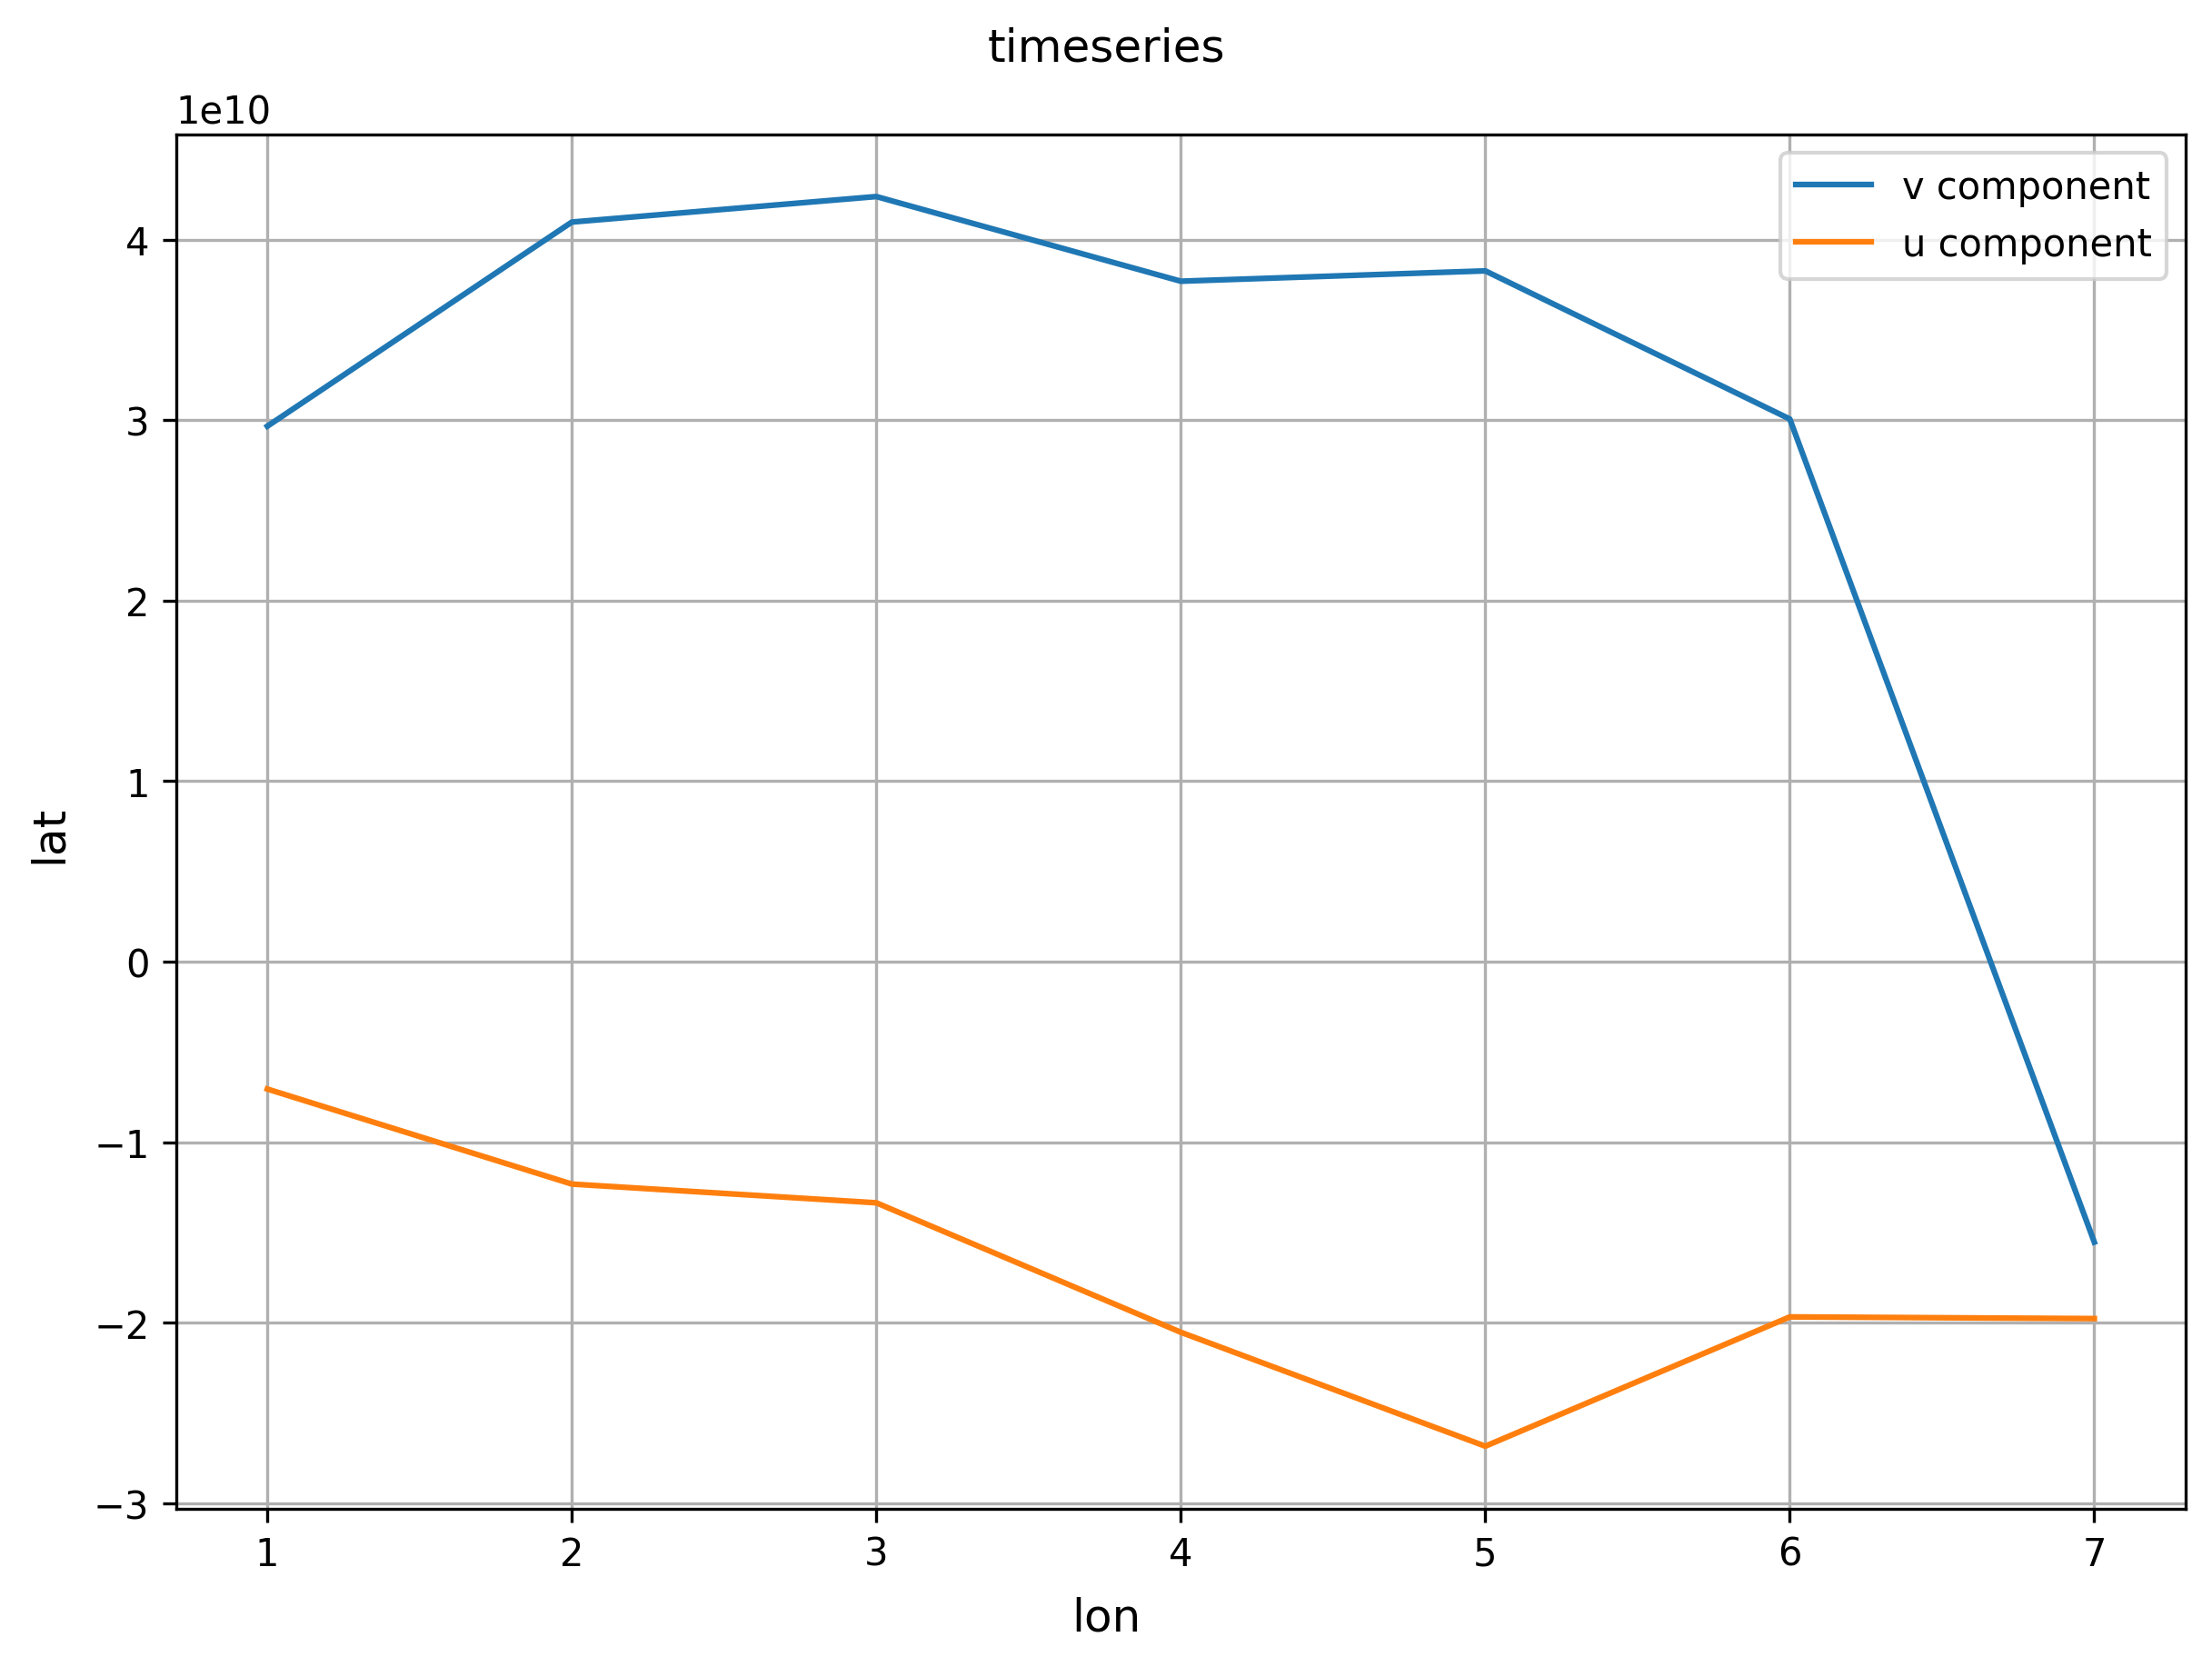 timeseries
1e10
v component
u component
4
3
2
1
0
−1
−2
−3
lat
1 2 3 4 5 6 7
lon